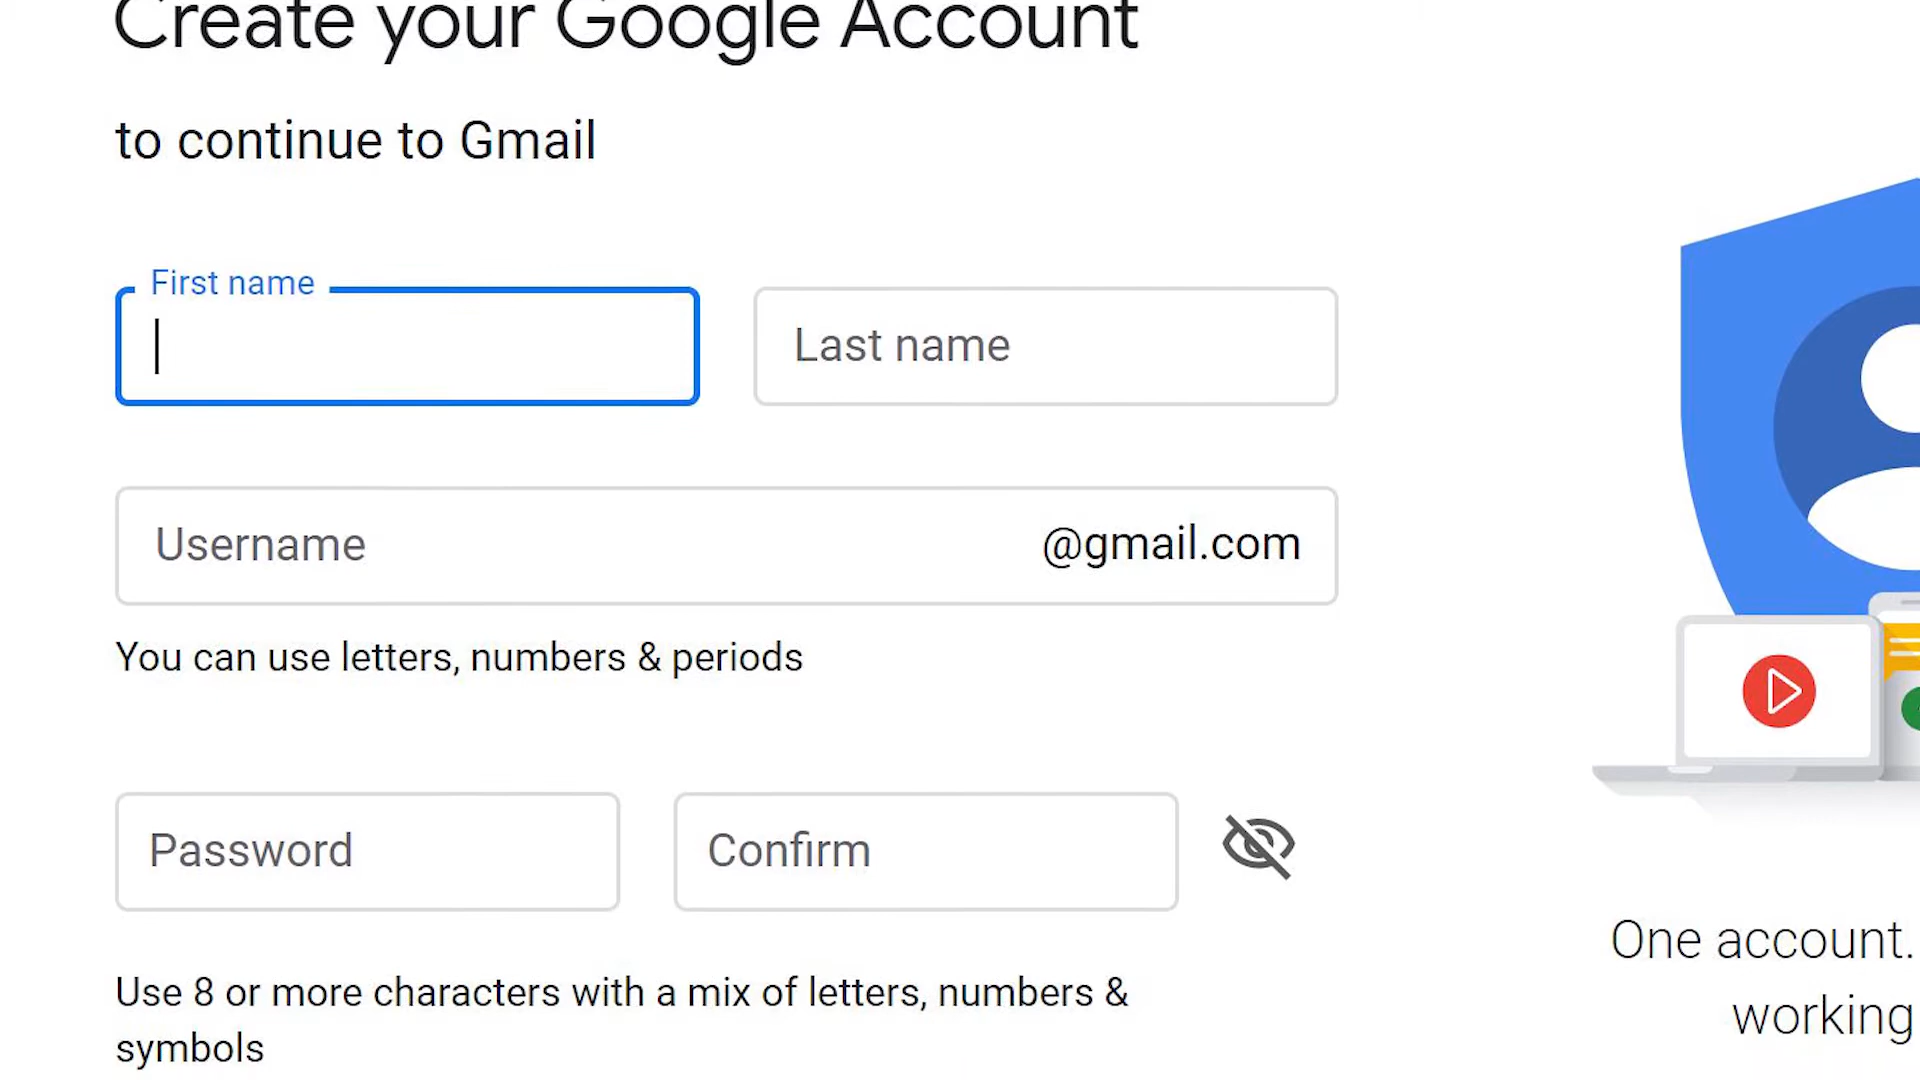 Create your Google Account
to continue to Gmail
First name
Last name
Username
@gmail.com
You can use letters, numbers & periods
Password
Confirm
Use 8 or more characters with a mix of letters, numbers &
symbols
One account.
working